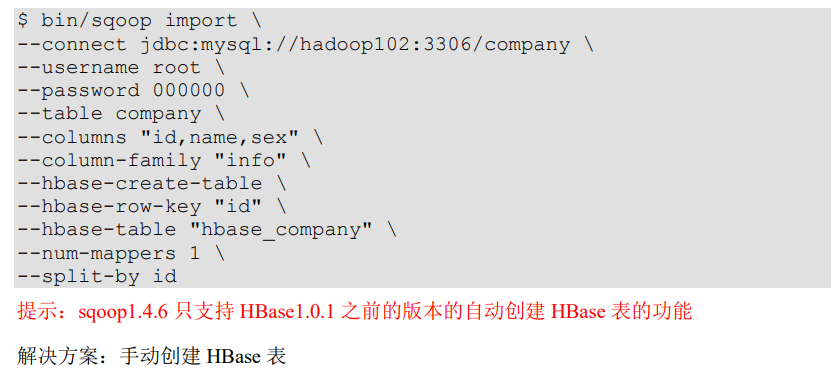 $ bin/sqoop import \
--connect jdbc:mysql://hadoop102:3306/company \
--username root \
--password 000000 \
--table company \
--columns "id,name,sex" \
--column-family "info" \
--hbase-create-table \
--hbase-row-key "id" \
--hbase-table "hbase_company" \
--num-mappers 1 \
--split-by id
提示：sqoop1.4.6 只支持 HBase1.0.1 之前的版本的自动创建 HBase 表的功能
解决方案：手动创建 HBase 表